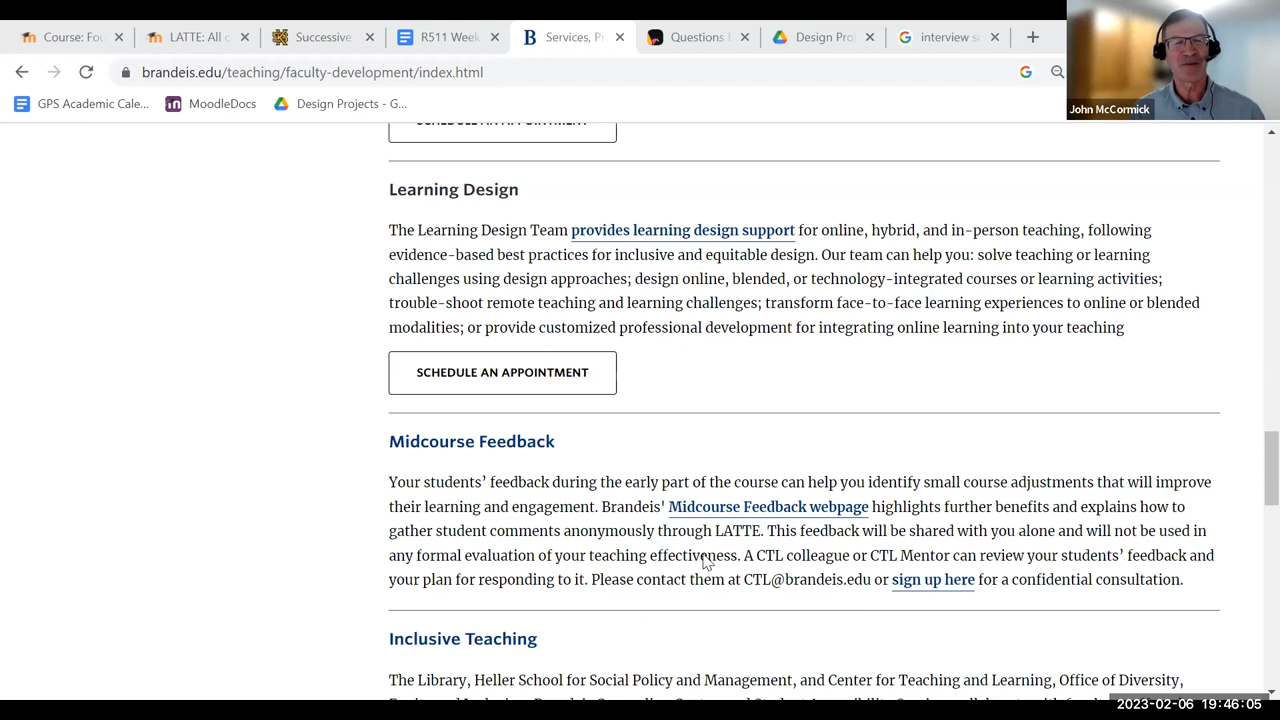 Course: Fou
LATTE: All c
Successive
R511 Week
Services, Pr
Questions f
Design Proj
interview s
brandeis.edu/teaching/faculty-development/index.html
GPS Academic Cale...
MoodleDocs
Design Projects - G...
John McCormick
SCHEDULE AN APPOINTMENT
Learning Design
The Learning Design Team provides learning design support for online, hybrid, and in-person teaching, following
evidence-based best practices for inclusive and equitable design. Our team can help you: solve teaching or learning
challenges using design approaches; design online, blended, or technology-integrated courses or learning activities;
trouble-shoot remote teaching and learning challenges; transform face-to-face learning experiences to online or blended
modalities; or provide customized professional development for integrating online learning into your teaching
SCHEDULE AN APPOINTMENT
Midcourse Feedback
Your students’ feedback during the early part of the course can help you identify small course adjustments that will improve
their learning and engagement. Brandeis' Midcourse Feedback webpage highlights further benefits and explains how to
gather student comments anonymously through LATTE. This feedback will be shared with you alone and will not be used in
any formal evaluation of your teaching effectiveness. A CTL colleague or CTL Mentor can review your students’ feedback and
your plan for responding to it. Please contact them at CTL@brandeis.edu or sign up here for a confidential consultation.
Inclusive Teaching
The Library, Heller School for Social Policy and Management, and Center for Teaching and Learning, Office of Diversity,
2023-02-06 19:46:05